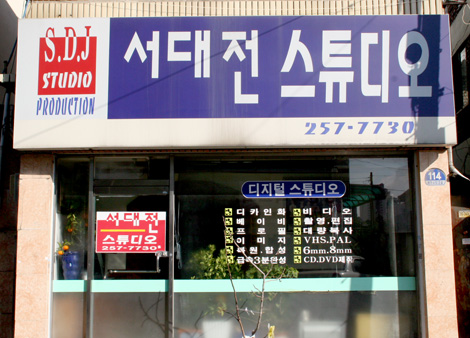 S.DJ
STUDIO
PRODUCTION
서대전 스튜디오
257-7730
디지털 스튜디오
서대전
스튜디오
257-7730
디카인화
베이비
프로필
이미지
복원.합성
급속3분완성
비디오
촬영.편집
대량복사
VHS.PAL
6mm.8mm
CD.DVD제작
114